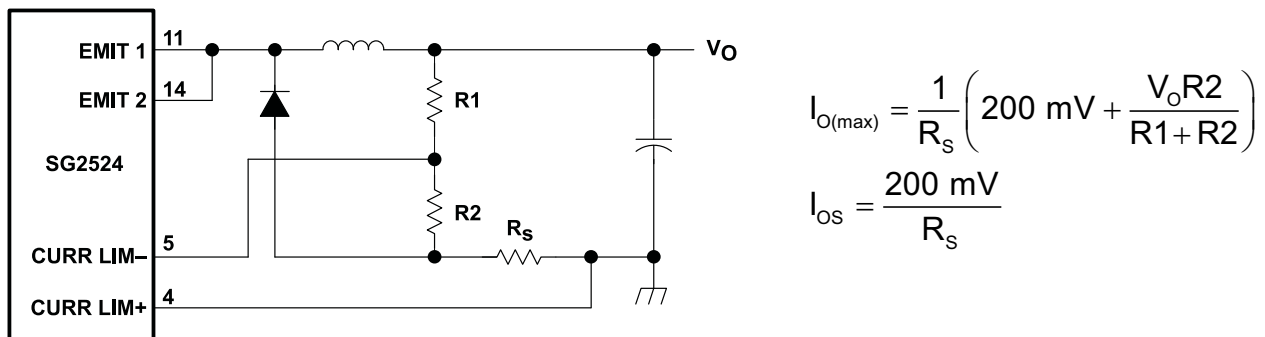 EMIT 1
11
EMIT 2
14
SG2524
CURR LIM–
5
CURR LIM+
4
R1
R2
Rs
VO
IO(max) = 1/RS (200 mV + VOR2/R1+R2)
IOS = 200 mV/RS